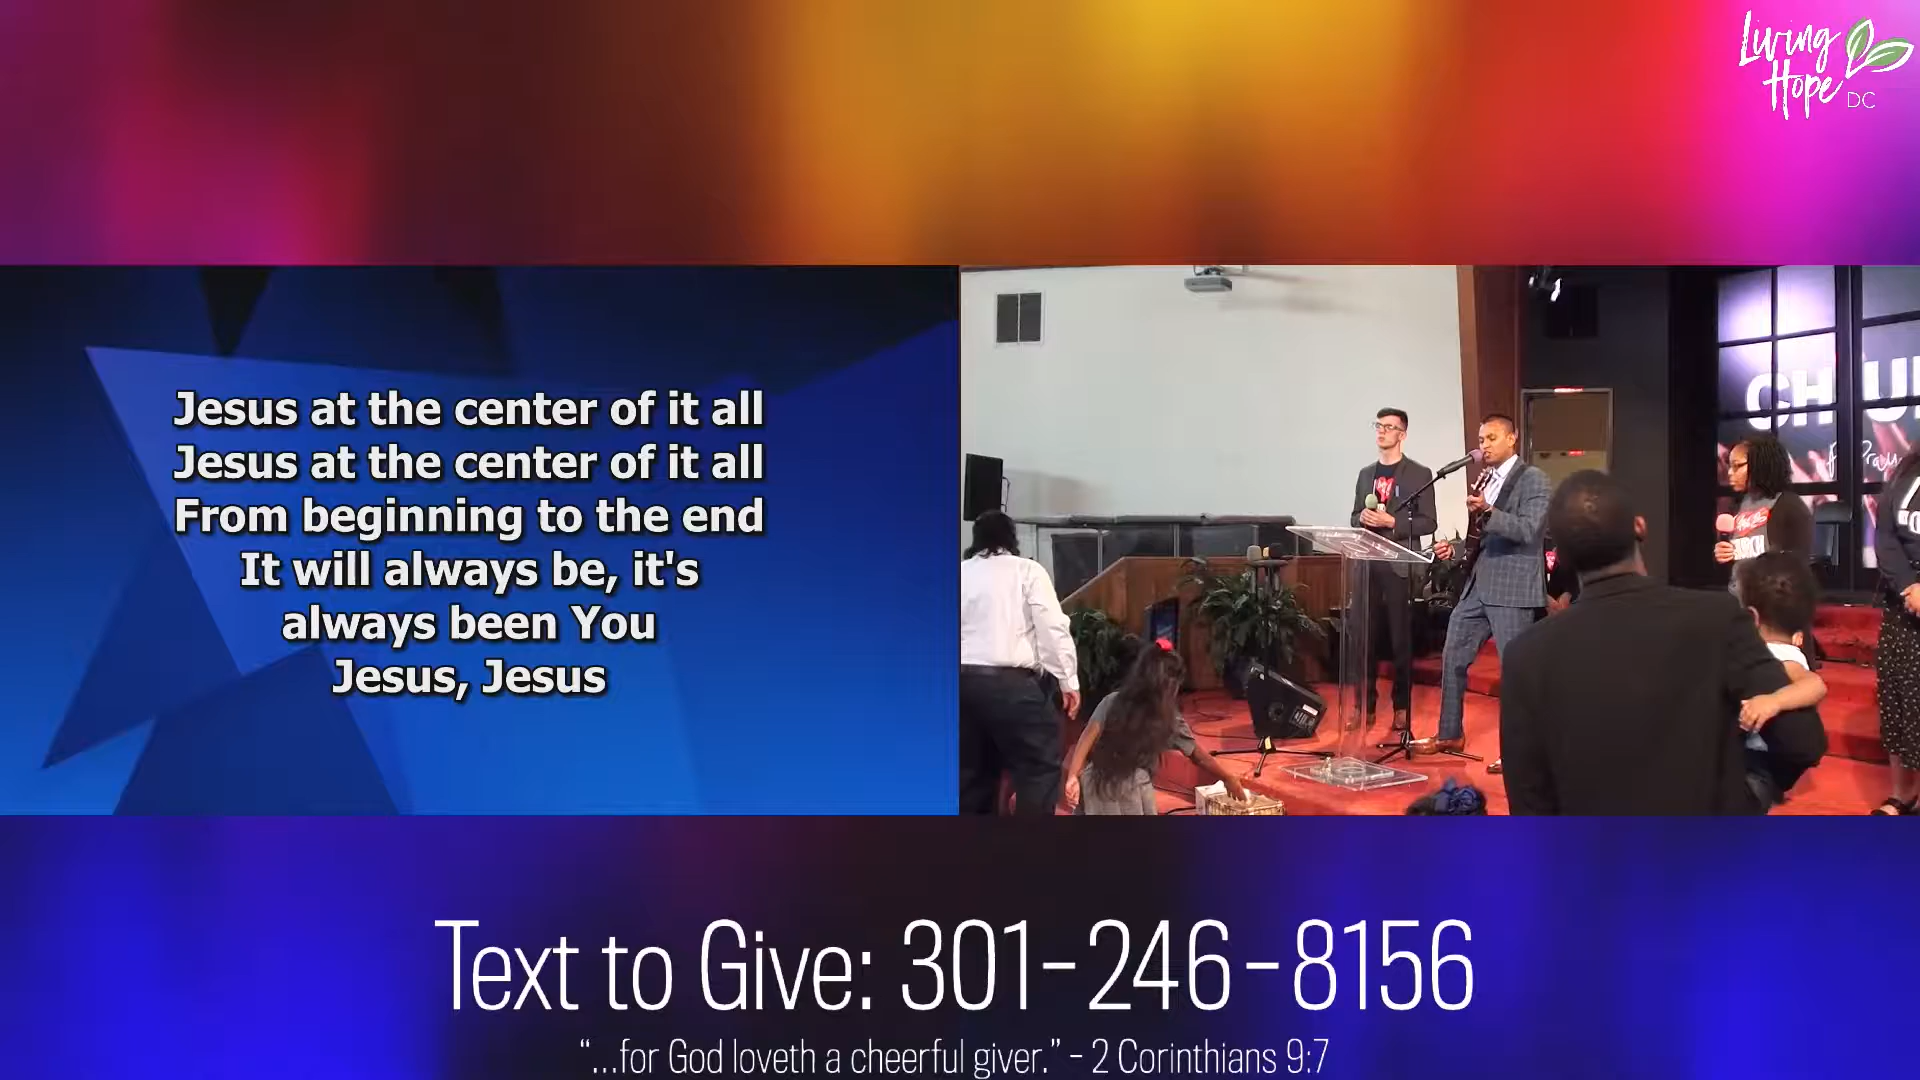 Living
Hope
DC
Jesus at the center of it all
Jesus at the center of it all
From beginning to the end
It will always be, it's
always been You
Jesus, Jesus
Text to Give: 301-246-8156
“...for God loveth a cheerful giver.” - 2 Corinthians 9:7